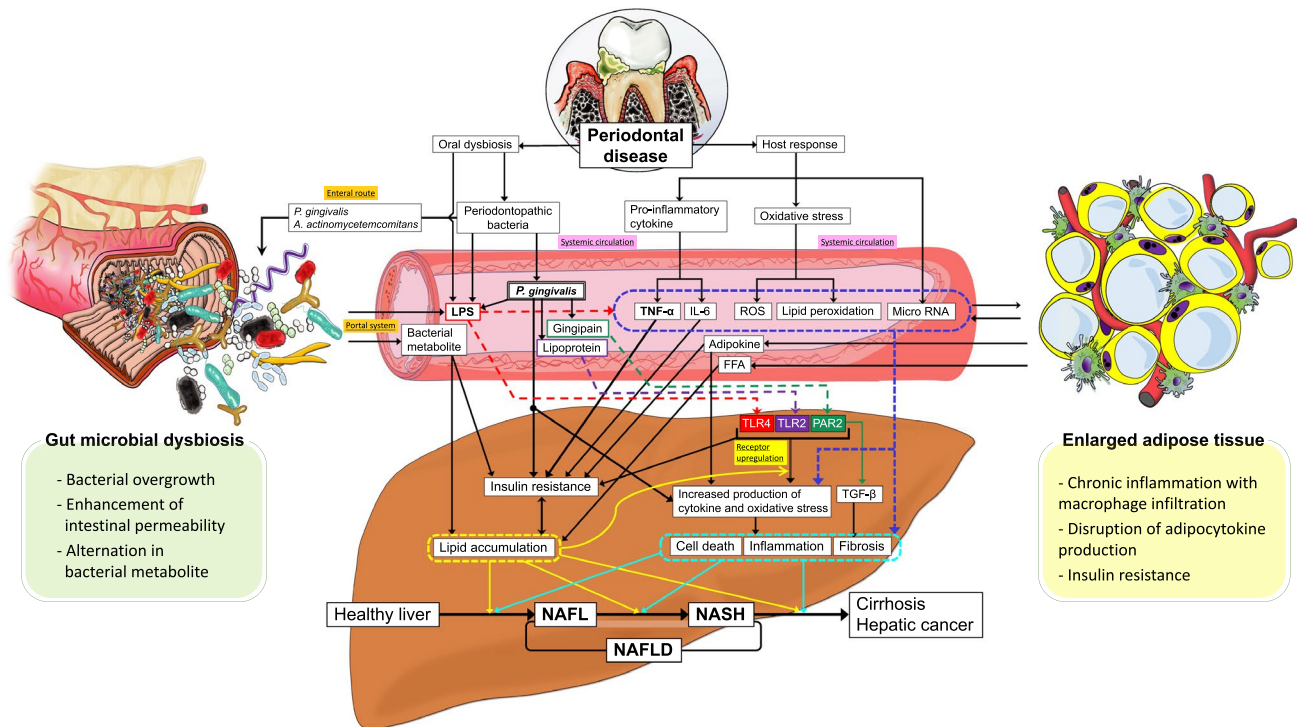 Periodontal
disease
Oral dysbiosis
Host response
Enteral route
P. gingivalis
A. actinomycetemcomitans
Periodontopathic
bacteria
Pro-inflammatory
cytokine
Oxidative stress
Systemic circulation
Systemic circulation
P. gingivalis
LPS
TNF-α
IL-6
ROS
Lipid peroxidation
Micro RNA
Portal system
Bacterial
metabolite
Gingipain
Lipoprotein
Adipokine
FFA
TLR4
TLR2
PAR2
Receptor
upregulation
Gut microbial dysbiosis
- Bacterial overgrowth
- Enhancement of
intestinal permeability
- Alternation in
bacterial metabolite
Enlarged adipose tissue
- Chronic inflammation with
macrophage infiltration
- Disruption of adipocytokine
production
- Insulin resistance
Insulin resistance
Increased production of
cytokine and oxidative stress
TGF-β
Lipid accumulation
Cell death
Inflammation
Fibrosis
Healthy liver
NAFL
NASH
Cirrhosis
Hepatic cancer
NAFLD